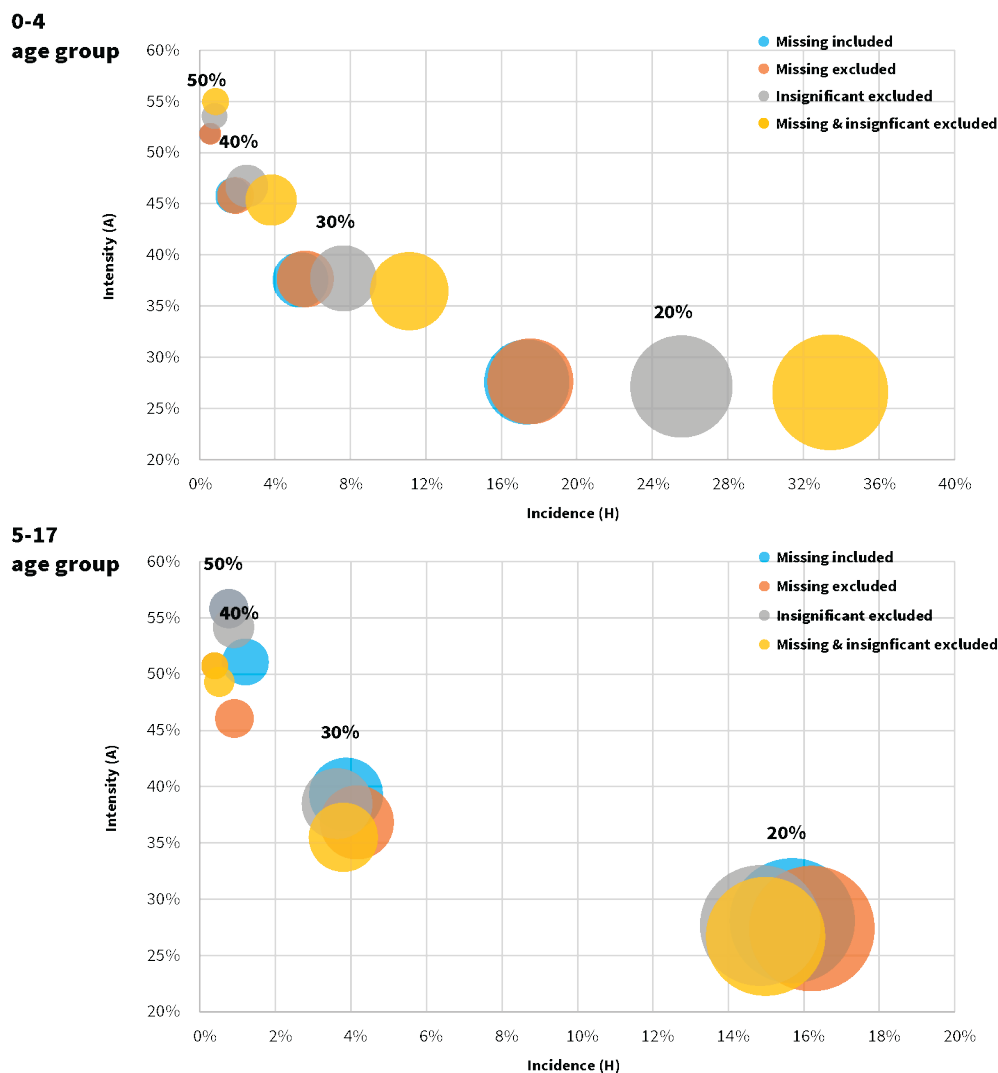 0-4
age group
60%
Missing included
Missing excluded
50%
Insignificant excluded
55%
Missing & insignficant excluded
50%
40%
45%
30%
40%
Intensity (A)
35%
20%
30%
25%
20%
0% 4% 8% 12% 16% 20% 24% 28% 32% 36% 40%
Incidence (H)
5-17
age group
60%
Missing included
50%
Missing excluded
55%
40%
Insignificant excluded
Missing & insignficant excluded
50%
45%
30%
40%
Intensity (A)
35%
20%
30%
25%
20%
0% 2% 4% 6% 8% 10% 12% 14% 16% 18% 20%
Incidence (H)